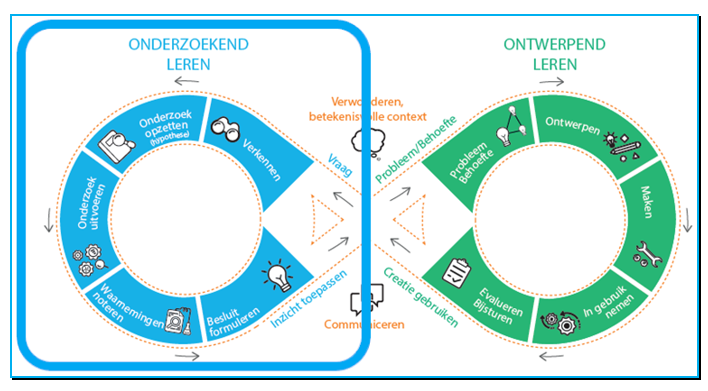 ONDERZOEKEND
LEREN
ONTWERPEND
LEREN
Verwonderen,
betekenisvolle context
Vraag
Probleem/Behoefte
Verkennen
Onderzoek
opzetten
(hypothese)
Onderzoek
uitvoeren
Waarnemingen
noteren
Besluit
formuleren
Inzicht toepassen
Probleem
Behoefte
Ontwerpen
Maken
In gebruik
nemen
Evalueren
Bijsturen
Creatie gebruiken
Communiceren